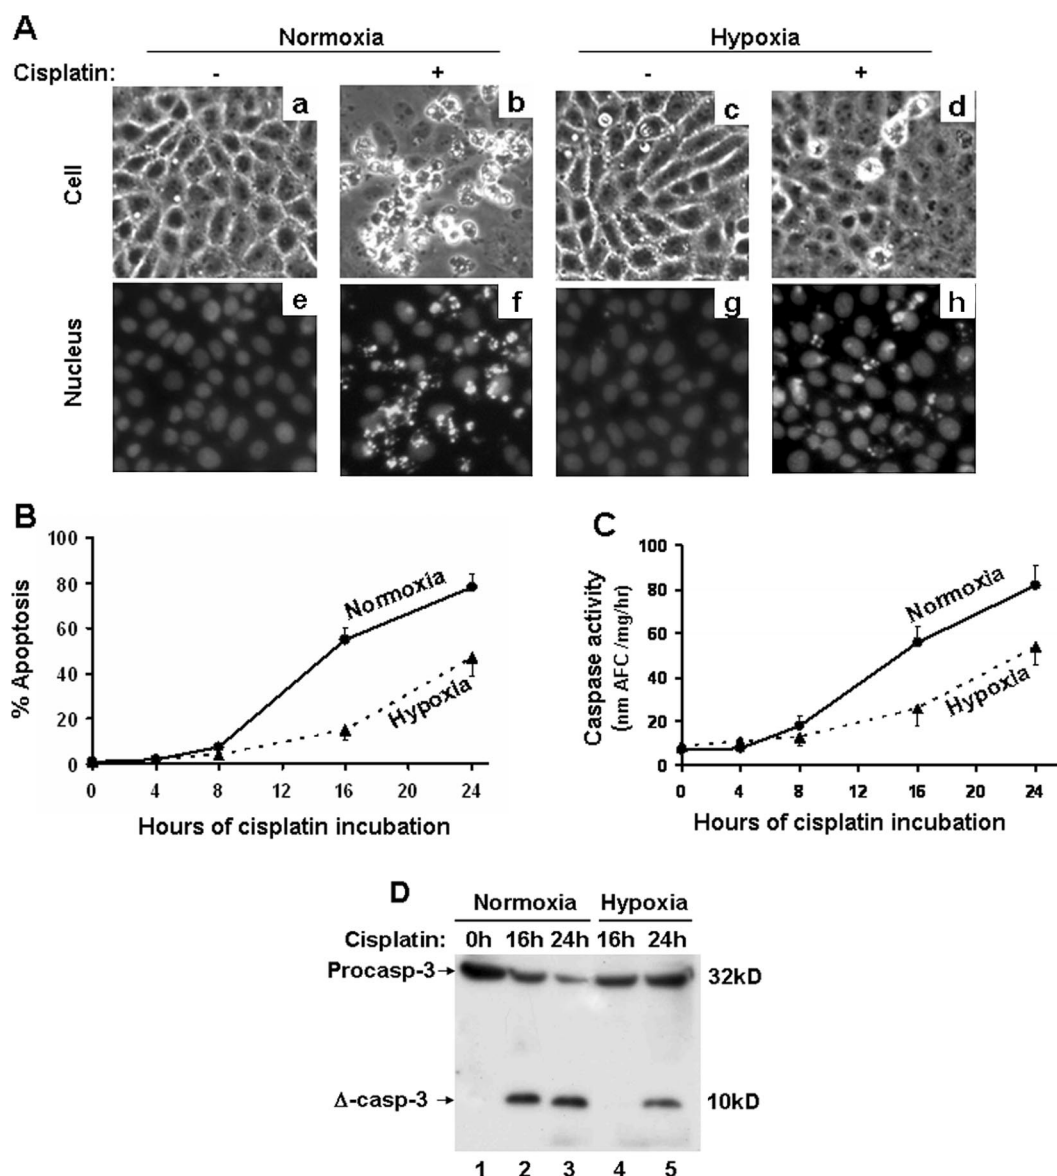 A
Normoxia Hypoxia
Cisplatin: - + - +
a b c d
Cell
e f g h
Nucleus
B
100
80
60
40
20
0
% Apoptosis
Normoxia
Hypoxia
0 4 8 12 16 20 24
Hours of cisplatin incubation
C
100
80
60
40
20
0
Caspase activity
(nm AFC /mg/hr)
Normoxia
Hypoxia
0 4 8 12 16 20 24
Hours of cisplatin incubation
D
Normoxia Hypoxia
Cisplatin: 0h 16h 24h 16h 24h
Procasp-3 32kD
Δ-casp-3 10kD
1 2 3 4 5